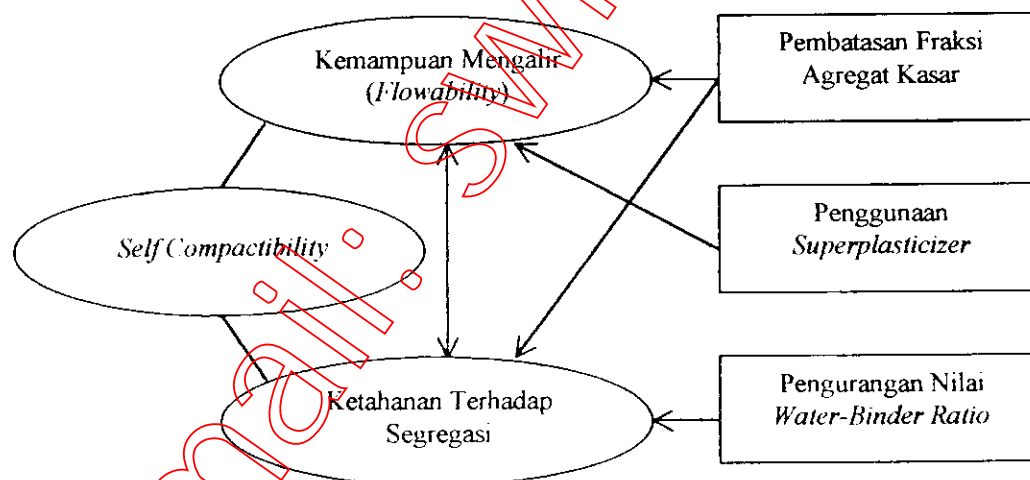 Kemampuan Mengalir
(Flowability)
Pembatasan Fraksi
Agregat Kasar
Self Compactibility
Penggunaan
Superplasticizer
Ketahanan Terhadap
Segregasi
Pengurangan Nilai
Water-Binder Ratio